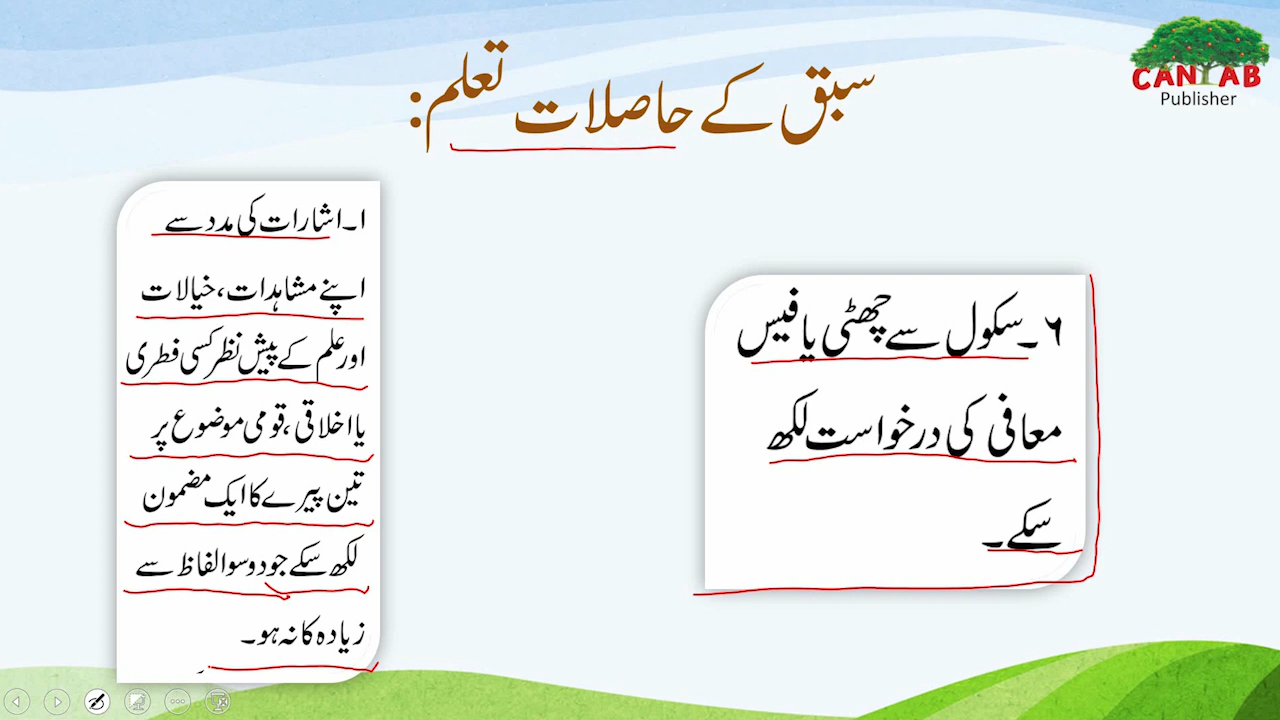 سبق کے حاصلات تعلم:
CANTAB
Publisher
۱۔اشارات کی مدد سے
اپنے مشاہدات، خیالات
اور علم کے پیش نظر کسی فطری
یا اخلاقی، قومی موضوع پر
تین پیرے کا ایک مضمون
لکھ سکے جو دو سو الفاظ سے
زیادہ کا نہ ہو۔
۶۔سکول سے چھٹی یا فیس
معافی کی درخواست لکھ
سکے۔